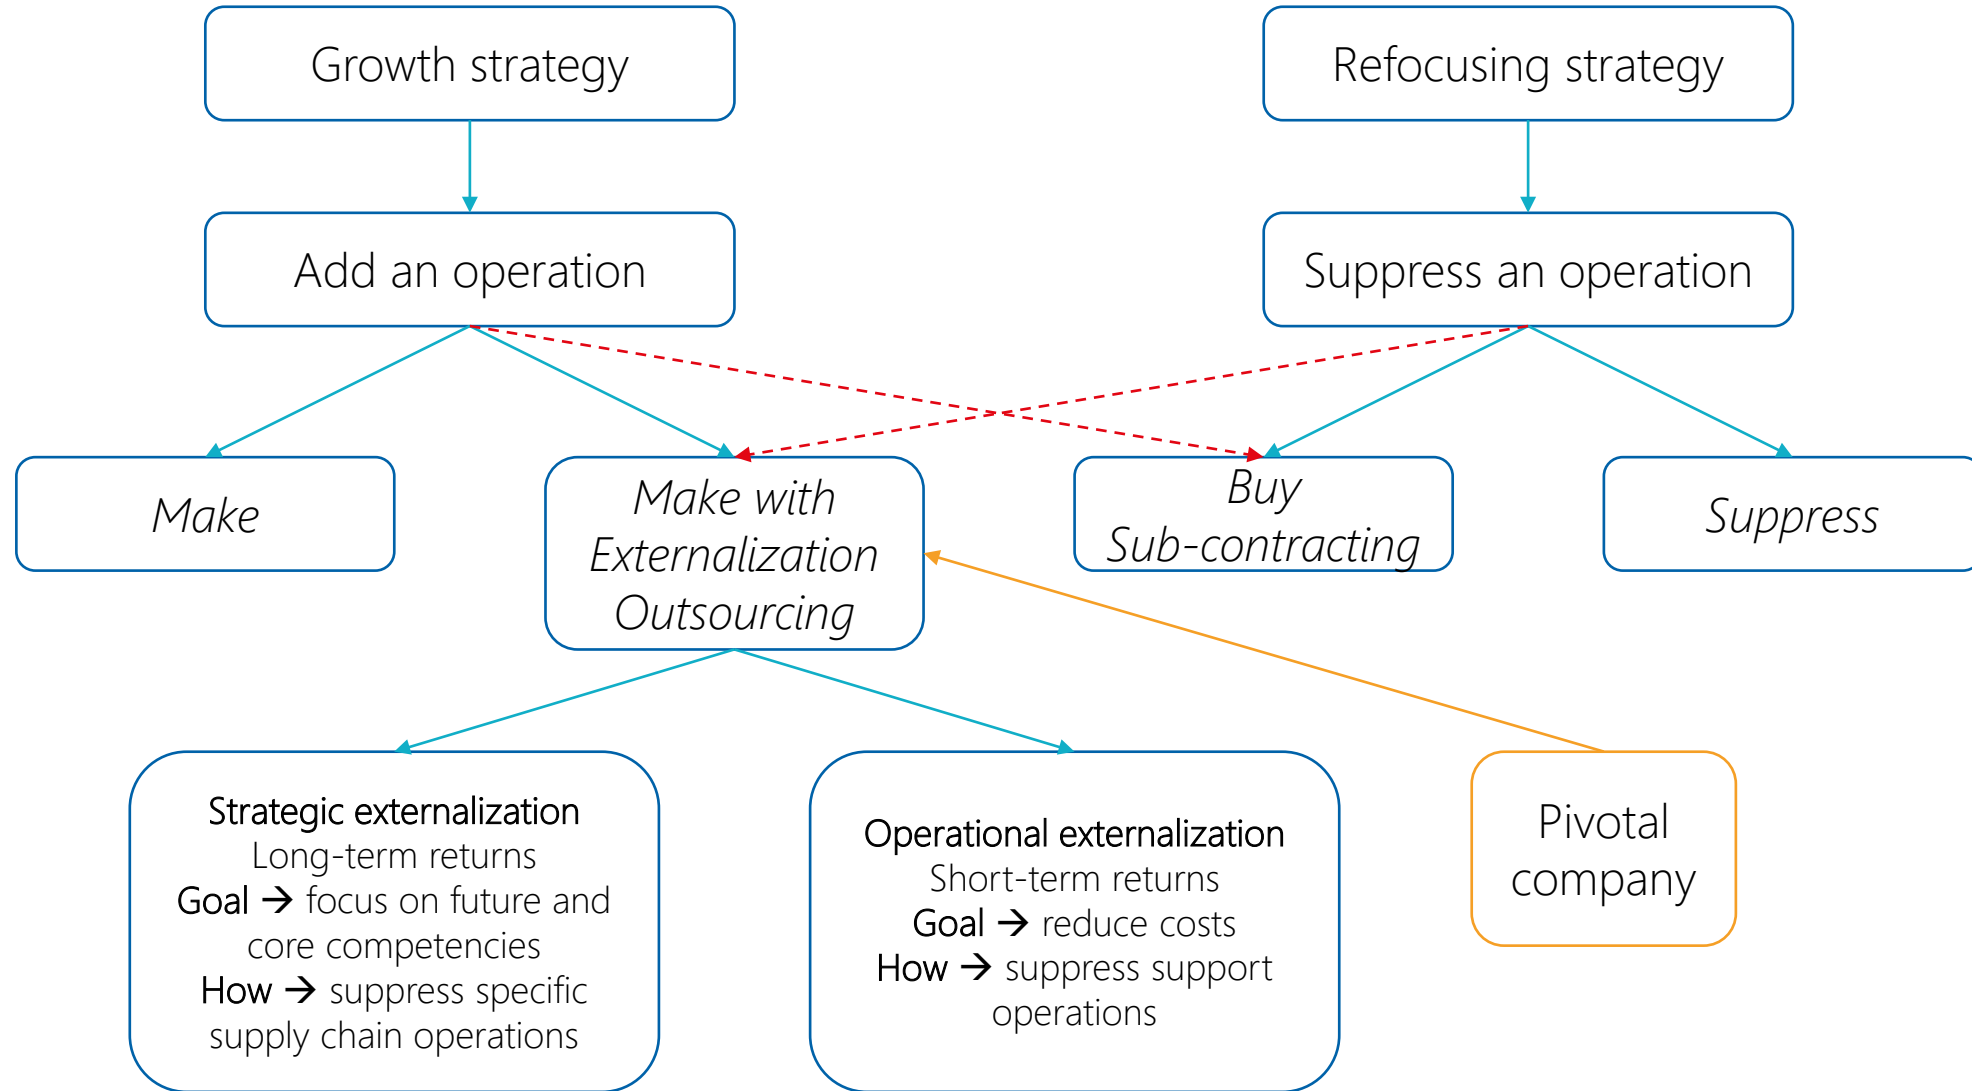 Growth strategy
Refocusing strategy
Add an operation
Suppress an operation
Make
Make with
Externalization
Outsourcing
Buy
Sub-contracting
Suppress
Strategic externalization
Long-term returns
Goal → focus on future and
core competencies
How → suppress specific
supply chain operations
Operational externalization
Short-term returns
Goal → reduce costs
How → suppress support
operations
Pivotal
company